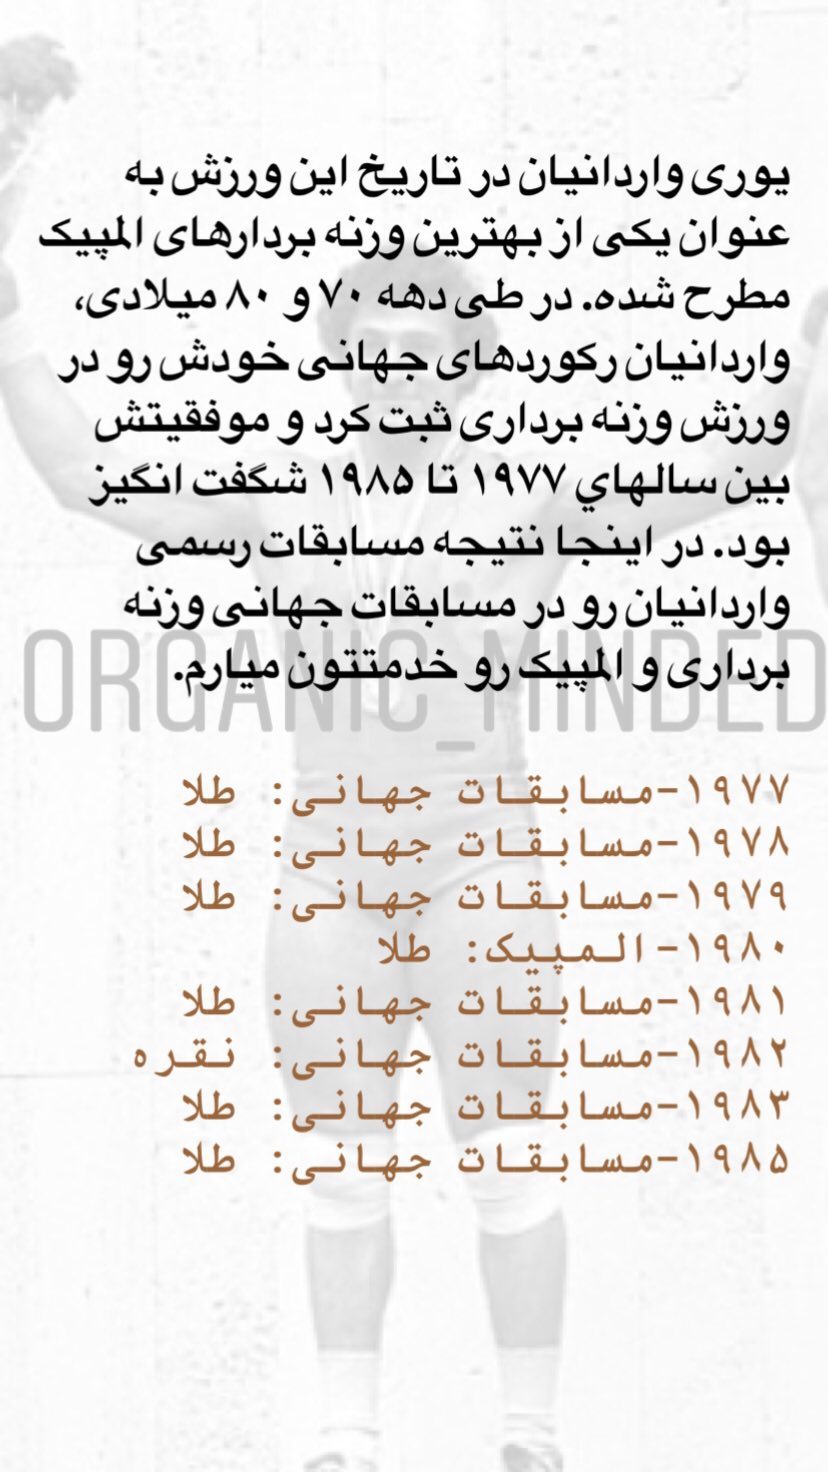 یوری واردانیان در تاریخ این ورزش به
عنوان یکی از بهترین وزنه بردارهای المپیک
مطرح شده. در طی دهه ۷۰ و ۸۰ میلادی،
واردانیان رکوردهای جهانی خودش رو در
ورزش وزنه برداری ثبت کرد و موفقیتش
بین سالهاي ۱۹۷۷ تا ۱۹۸۵ شگفت انگیز
بود. در اینجا نتیجه مسابقات رسمی
واردانیان رو در مسابقات جهانی وزنه
برداری و المپیک رو خدمتتون میارم.
ORGANIC_MINDED
۱۹۷۷-مسابقات جهانی: طلا
۱۹۷۸-مسابقات جهانی: طلا
۱۹۷۹-مسابقات جهانی: طلا
۱۹۸۰-المپیک: طلا
۱۹۸۱-مسابقات جهانی: طلا
۱۹۸۲-مسابقات جهانی: نقره
۱۹۸۳-مسابقات جهانی: طلا
۱۹۸۵-مسابقات جهانی: طلا